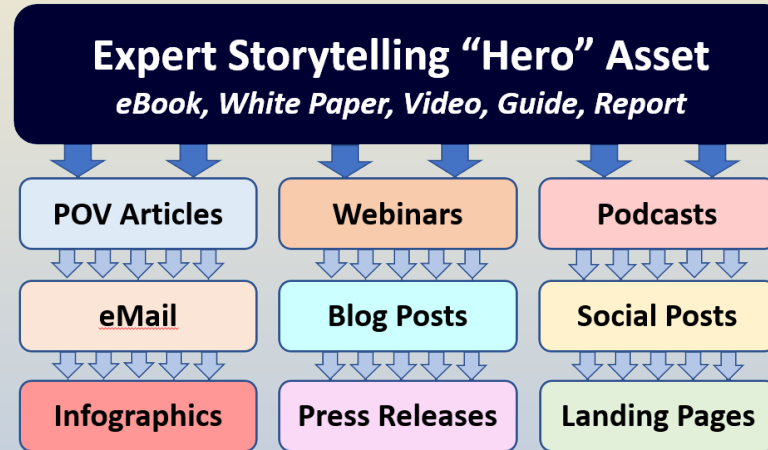 Expert Storytelling “Hero” Asset
eBook, White Paper, Video, Guide, Report
POV Articles
Webinars
Podcasts
eMail
Blog Posts
Social Posts
Infographics
Press Releases
Landing Pages